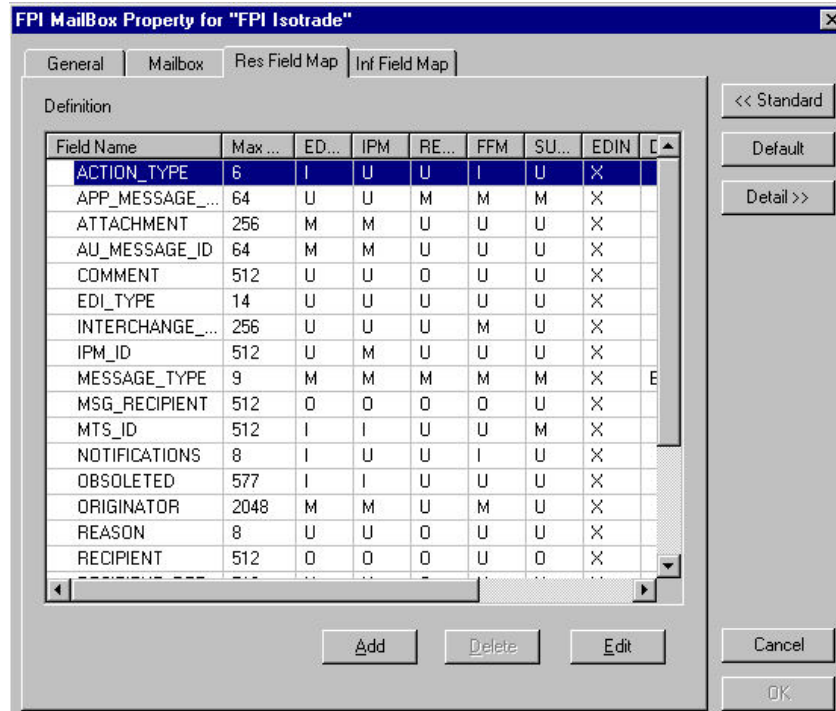 FPI MailBox Property for "FPI Isotrade"
General Mailbox Res Field Map Inf Field Map
Definition
<< Standard
Default
Detail >>
Field Name Max ... ED... IPM RE... FFM SU... EDIN
ACTION_TYPE 6 I U U I U X
APP_MESSAGE_... 64 U U M M M X
ATTACHMENT 256 M M U U U X
AU_MESSAGE_ID 64 M M U U U X
COMMENT 512 U U O U U X
EDI_TYPE 14 U U U U U X
INTERCHANGE_... 256 U U U M U X
IPM_ID 512 U M U U U X
MESSAGE_TYPE 9 M M M M M X
MSG_RECIPIENT 512 O O O O U X
MTS_ID 512 I I U U M X
NOTIFICATIONS 8 I U U I U X
OBSOLETED 577 I I U U U X
ORIGINATOR 2048 M M U M U X
REASON 8 U U O U U X
RECIPIENT 512 O O O U O X
Add Delete Edit
Cancel
OK